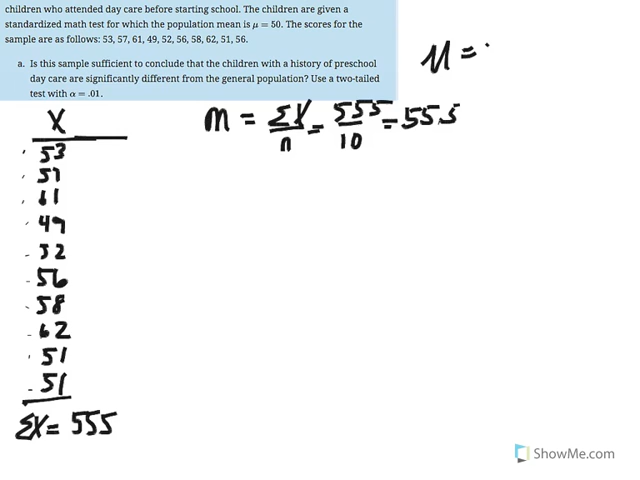 children who attended day care before starting school. The children are given a
standardized math test for which the population mean is μ = 50. The scores for the
sample are as follows: 53, 57, 61, 49, 52, 56, 58, 62, 51, 56.
a. Is this sample sufficient to conclude that the children with a history of preschool
day care are significantly different from the general population? Use a two-tailed
test with α = .01.
μ =
M = ΣX/n = 555/10 = 55.5
X
53
57
61
49
52
56
58
62
51
51
ΣX = 555
ShowMe.com